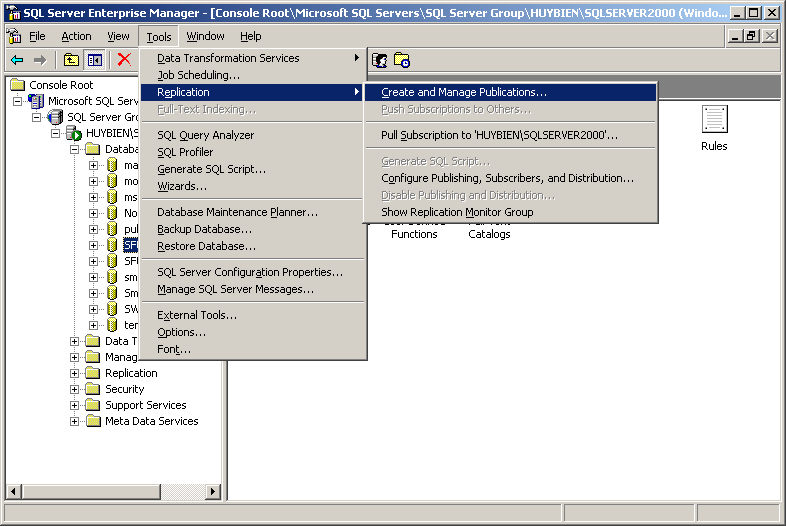 SQL Server Enterprise Manager - [Console Root\Microsoft SQL Servers\SQL Server Group\HUYBIEN\SQLSERVER2000 (Windo...
File Action View Tools Window Help
Console Root
Microsoft SQL Serv
SQL Server Gro
HUYBIEN\S
Databa
ma
mo
ms
No
pul
SFI
SFI
sm
Sm
SW
ter
Data T
Manag
Replication
Security
Support Services
Meta Data Services
Data Transformation Services
Job Scheduling...
Replication
Full-Text Indexing...
SQL Query Analyzer
SQL Profiler
Generate SQL Script...
Wizards...
Database Maintenance Planner...
Backup Database...
Restore Database...
SQL Server Configuration Properties...
Manage SQL Server Messages...
External Tools...
Options...
Font...
Create and Manage Publications...
Push Subscriptions to Others...
Pull Subscription to 'HUYBIEN\SQLSERVER2000'...
Generate SQL Script...
Configure Publishing, Subscribers, and Distribution...
Disable Publishing and Distribution...
Show Replication Monitor Group
Rules
Functions
Catalogs